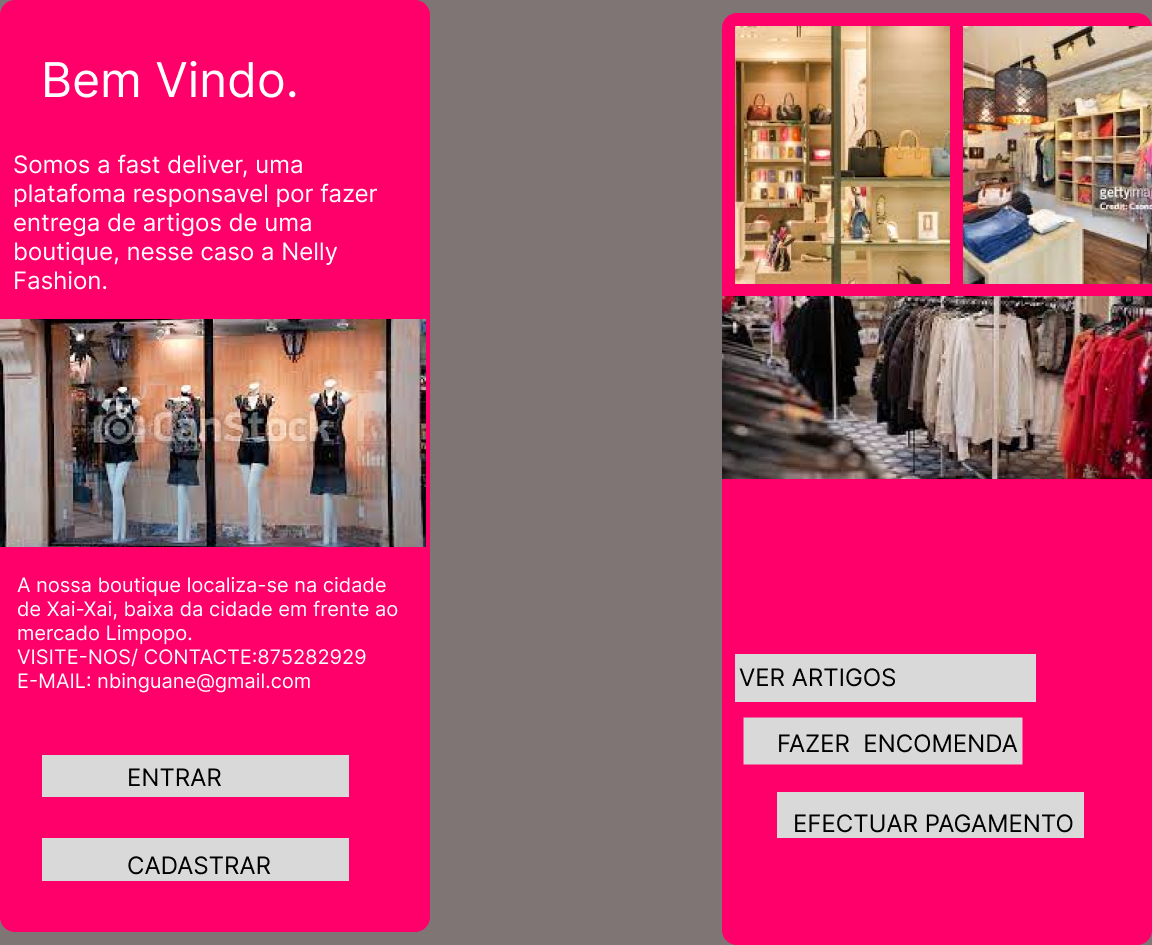 Bem Vindo.
Somos a fast deliver, uma
platafoma responsavel por fazer
entrega de artigos de uma
boutique, nesse caso a Nelly
Fashion.
CanStock
A nossa boutique localiza-se na cidade
de Xai-Xai, baixa da cidade em frente ao
mercado Limpopo.
VISITE-NOS/ CONTACTE:875282929
E-MAIL: nbinguane@gmail.com
ENTRAR
CADASTRAR
gettyima
Credit: Csond
VER ARTIGOS
FAZER  ENCOMENDA
EFECTUAR PAGAMENTO